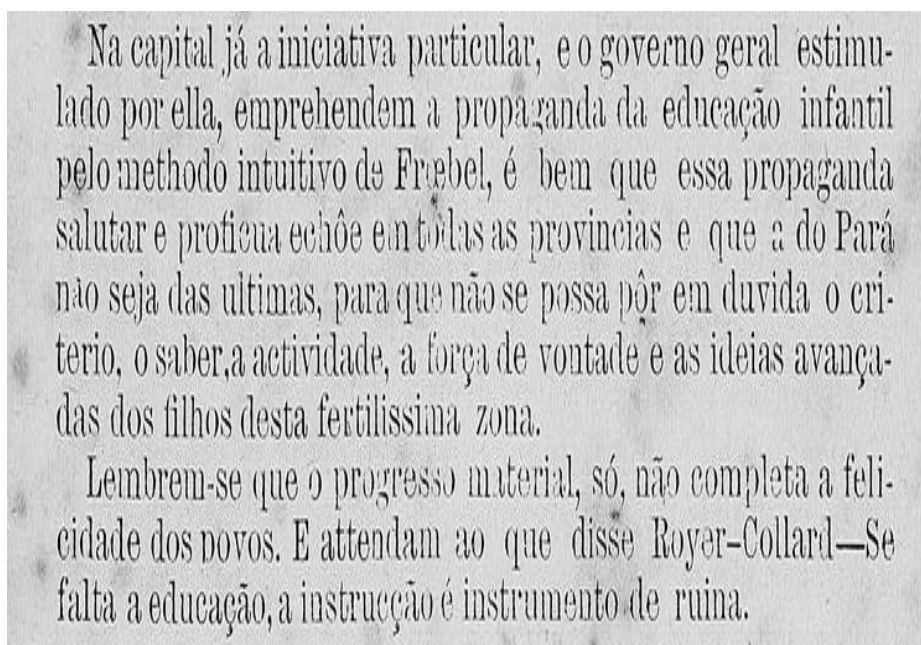 Na capital já a iniciativa particular, e o governo geral estimu-
lado por ella, emprehendem a propaganda da educação infantil
pelo methodo intuitivo de Frœbel, é bem que essa propaganda
salutar e proficua echôe em todas as provincias e que a do Pará
não seja das ultimas, para que não se possa pôr em duvida o cri-
terio, o saber, a actividade, a força de vontade e as ideias avança-
das dos filhos desta fertilissima zona.
Lembrem-se que o progresso material, só, não completa a feli-
cidade dos povos. E attendam ao que disse Royer-Collard—Se
falta a educação, a instrucção é instrumento de ruina.